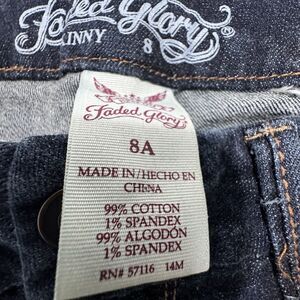 Faded Glory®
SKINNY 8
Faded Glory®
8A
MADE IN/HECHO EN
CHINA
99% COTTON
1% SPANDEX
99% ALGODÓN
1% SPANDEX
RN# 57116 14M